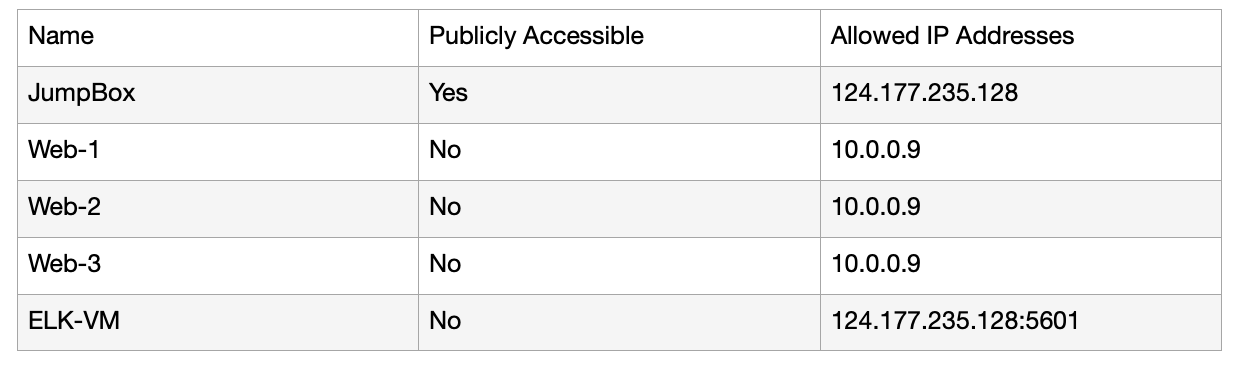 Name Publicly Accessible Allowed IP Addresses
JumpBox Yes 124.177.235.128
Web-1 No 10.0.0.9
Web-2 No 10.0.0.9
Web-3 No 10.0.0.9
ELK-VM No 124.177.235.128:5601